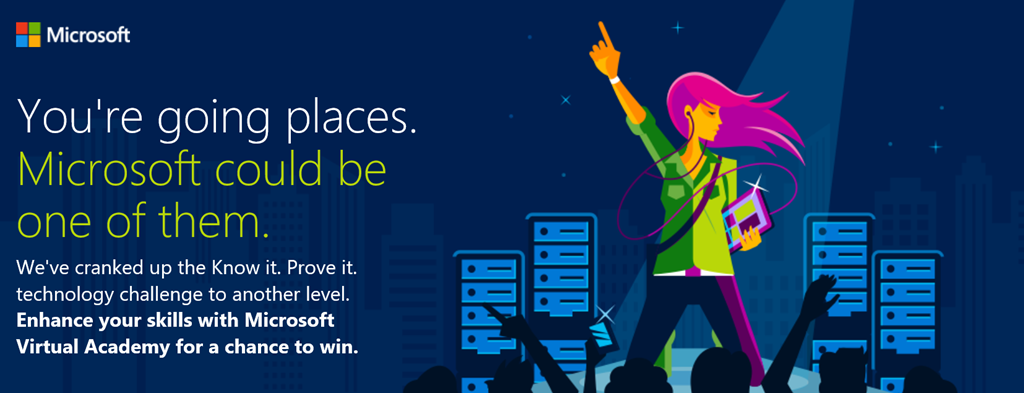 Microsoft
You're going places.
Microsoft could be
one of them.
We've cranked up the Know it. Prove it.
technology challenge to another level.
Enhance your skills with Microsoft
Virtual Academy for a chance to win.